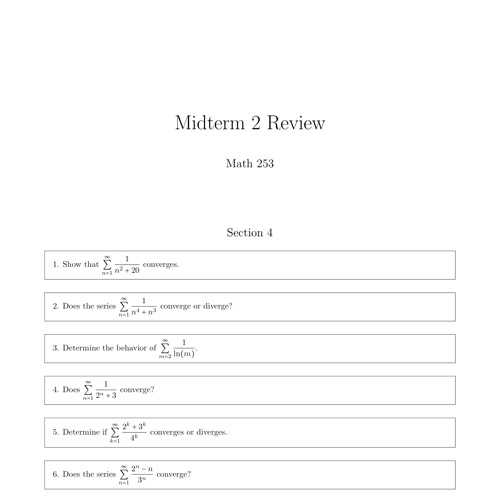 Midterm 2 Review
Math 253
Section 4
1. Show that $\sum_{n=1}^{\infty} \frac{1}{n^2+20}$ converges.
2. Does the series $\sum_{n=1}^{\infty} \frac{1}{n^4+n^3}$ converge or diverge?
3. Determine the behavior of $\sum_{m=2}^{\infty} \frac{1}{\ln(m)}$.
4. Does $\sum_{n=1}^{\infty} \frac{1}{2^n+3}$ converge?
5. Determine if $\sum_{k=1}^{\infty} \frac{2^k+3^k}{4^k}$ converges or diverges.
6. Does the series $\sum_{n=1}^{\infty} \frac{2^n-n}{3^n}$ converge?